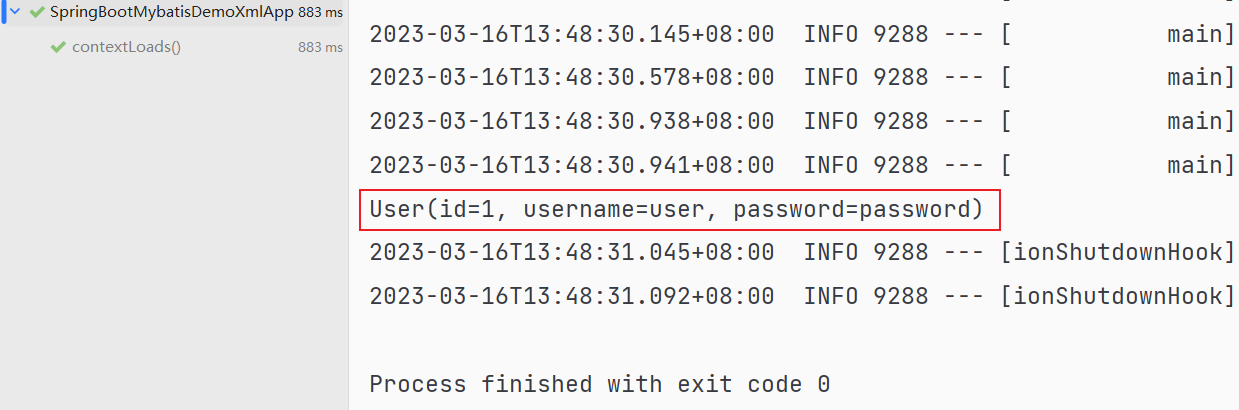 SpringBootMybatisDemoXmlApp 883 ms
contextLoads() 883 ms
2023-03-16T13:48:30.145+08:00  INFO 9288 --- [           main]
2023-03-16T13:48:30.578+08:00  INFO 9288 --- [           main]
2023-03-16T13:48:30.938+08:00  INFO 9288 --- [           main]
2023-03-16T13:48:30.941+08:00  INFO 9288 --- [           main]
User(id=1, username=user, password=password)
2023-03-16T13:48:31.045+08:00  INFO 9288 --- [ionShutdownHook]
2023-03-16T13:48:31.092+08:00  INFO 9288 --- [ionShutdownHook]
Process finished with exit code 0